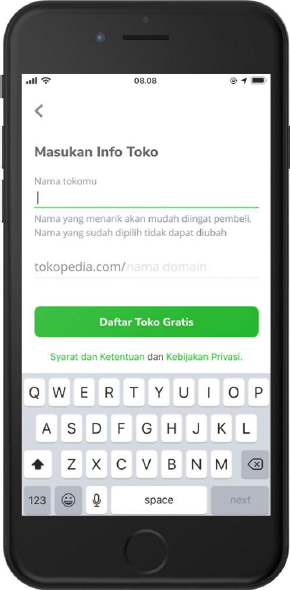 08.08
Masukan Info Toko
Nama tokomu
Nama yang menarik akan mudah diingat pembeli.
Nama yang sudah dipilih tidak dapat diubah
tokopedia.com/nama domain
Daftar Toko Gratis
Syarat dan Ketentuan dan Kebijakan Privasi.
Q W E R T Y U I O P
A S D F G H J K L
Z X C V B N M
123 space next